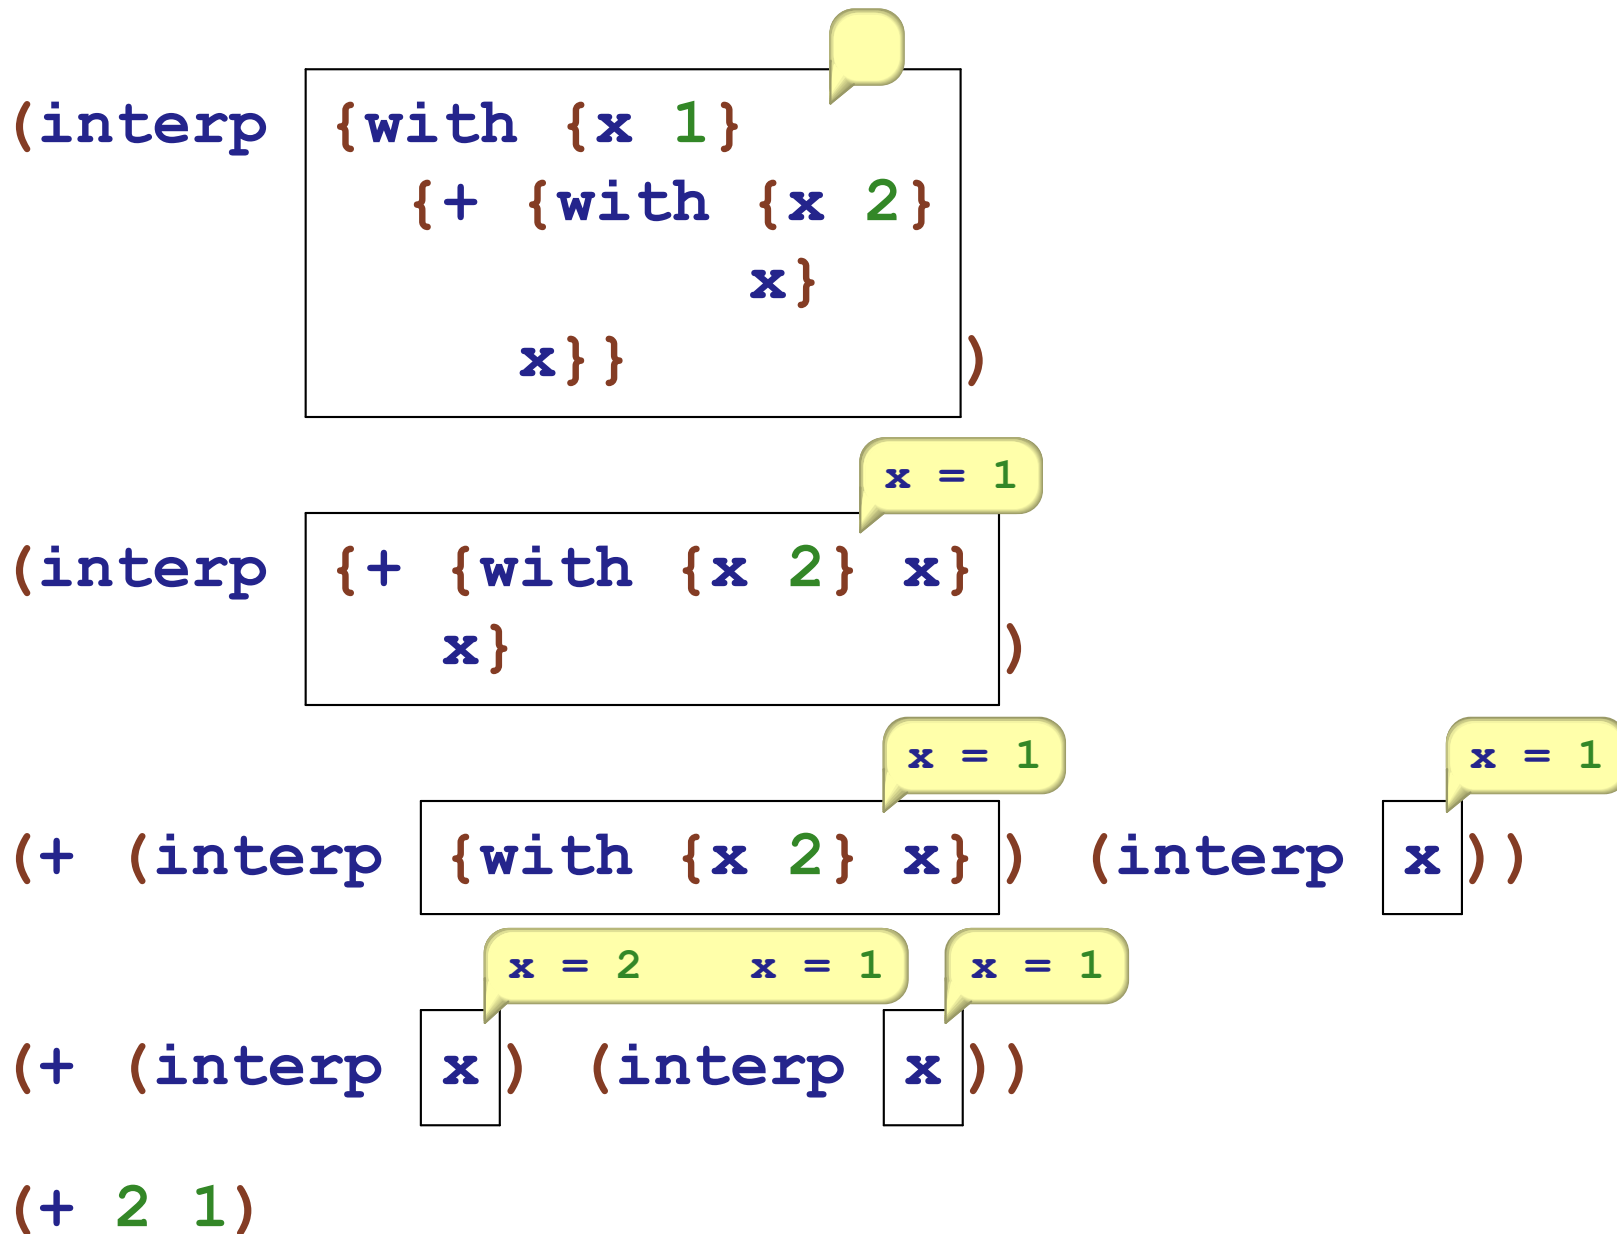 (interp {with {x 1}
{+ {with {x 2}
x}
x}} )
x = 1
(interp {+ {with {x 2} x}
x} )
x = 1 x = 1
(+ (interp {with {x 2} x}) (interp x))
x = 2 x = 1 x = 1
(+ (interp x) (interp x))
(+ 2 1)